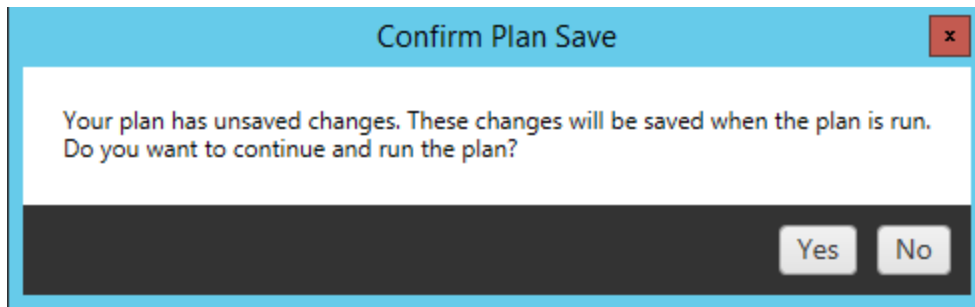 Confirm Plan Save
x
Your plan has unsaved changes. These changes will be saved when the plan is run.
Do you want to continue and run the plan?
Yes No